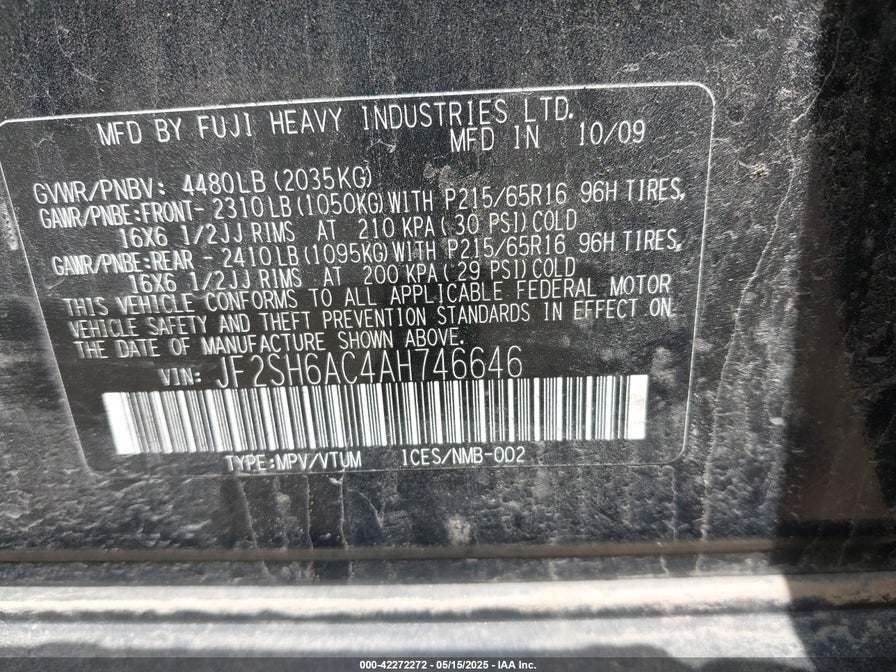 MFD BY FUJI HEAVY INDUSTRIES LTD.
MFD IN 10/09
GVWR/PNBV: 4480LB(2035KG)
GAWR/PNBE:FRONT- 2310LB(1050KG)WITH P215/65R16 96H TIRES,
16X6 1/2JJ RIMS AT 210 KPA(30 PSI)COLD
GAWR/PNBE:REAR - 2410LB(1095KG)WITH P215/65R16 96H TIRES,
16X6 1/2JJ RIMS AT 200 KPA(29 PSI)COLD
THIS VEHICLE CONFORMS TO ALL APPLICABLE FEDERAL MOTOR
VEHICLE SAFETY AND THEFT PREVENTION STANDARDS IN EFFECT ON
THE DATE OF MANUFACTURE SHOWN ABOVE.
VIN: JF2SH6AC4AH746646
TYPE:MPV/VTUM ICES/NMB-002
000-42272272 - 05/15/2025 - IAA Inc.